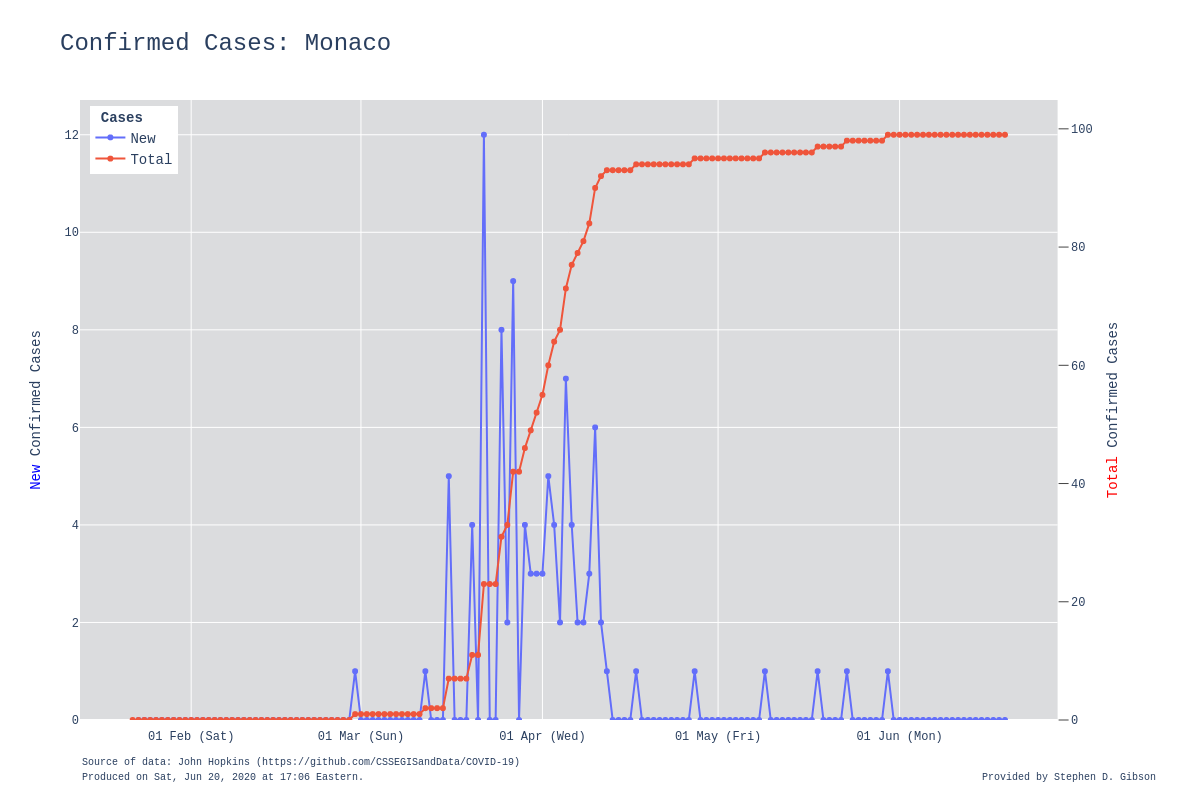 Confirmed Cases: Monaco
Cases
New
Total
12
10
8
6
4
2
0
100
80
60
40
20
0
New Confirmed Cases
Total Confirmed Cases
01 Feb (Sat)
01 Mar (Sun)
01 Apr (Wed)
01 May (Fri)
01 Jun (Mon)
Source of data: John Hopkins (https://github.com/CSSEGISandData/COVID-19)
Produced on Sat, Jun 20, 2020 at 17:06 Eastern.
Provided by Stephen D. Gibson